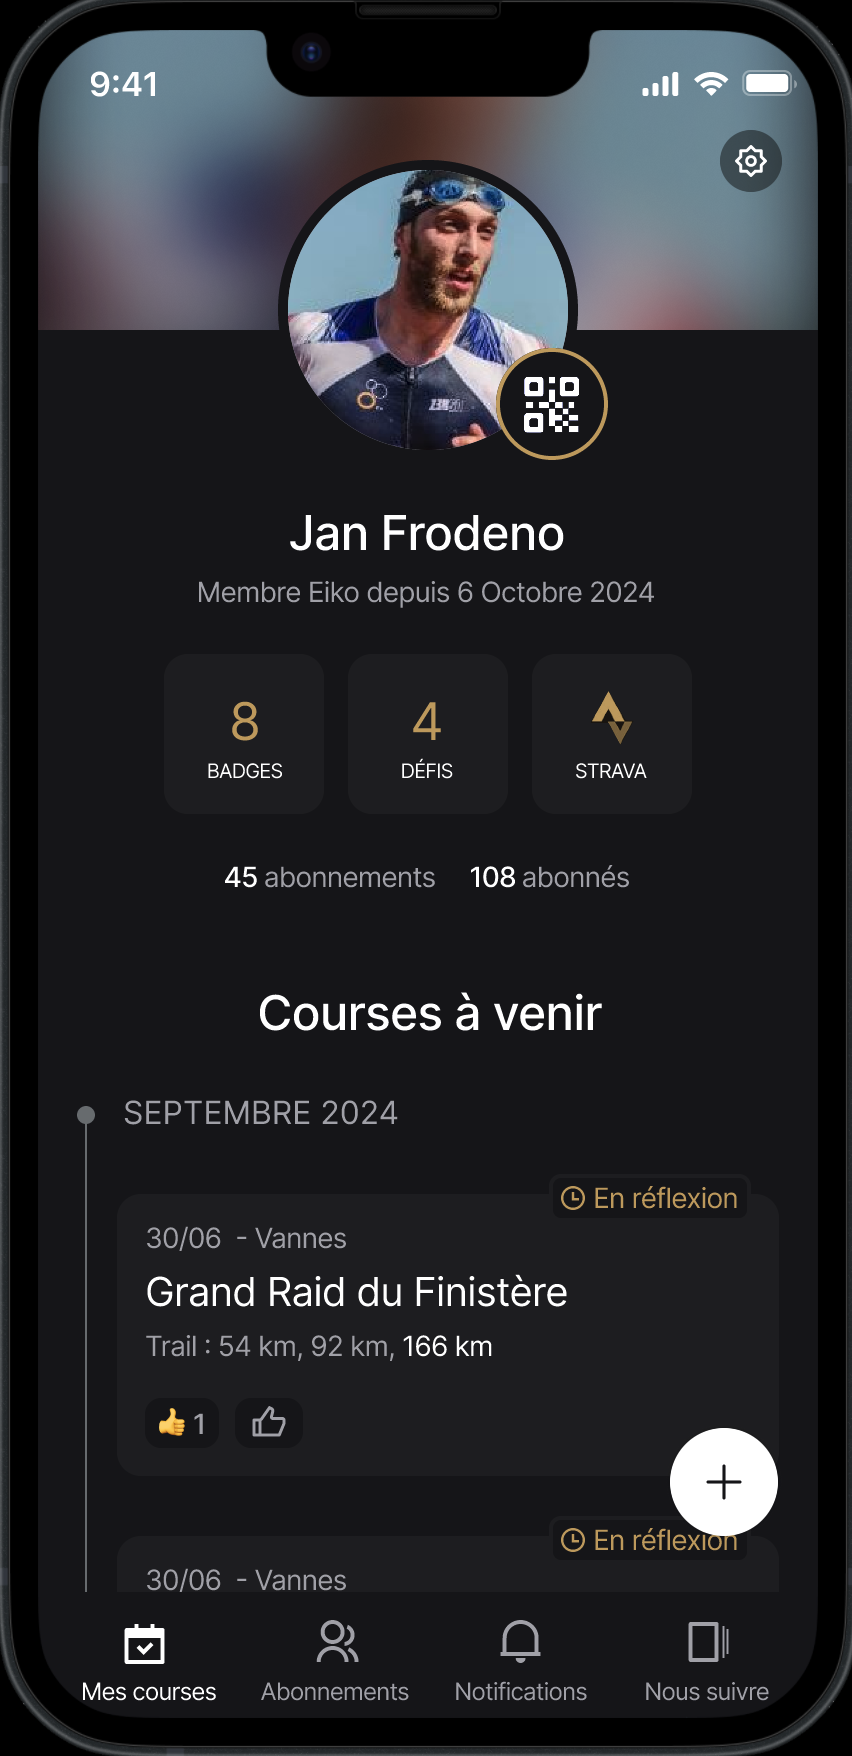 9:41
Jan Frodeno
Membre Eiko depuis 6 Octobre 2024
8
BADGES
4
DÉFIS
STRAVA
45 abonnements 108 abonnés
Courses à venir
SEPTEMBRE 2024
En réflexion
30/06 - Vannes
Grand Raid du Finistère
Trail : 54 km, 92 km, 166 km
👍 1
En réflexion
30/06 - Vannes
Mes courses
Abonnements
Notifications
Nous suivre